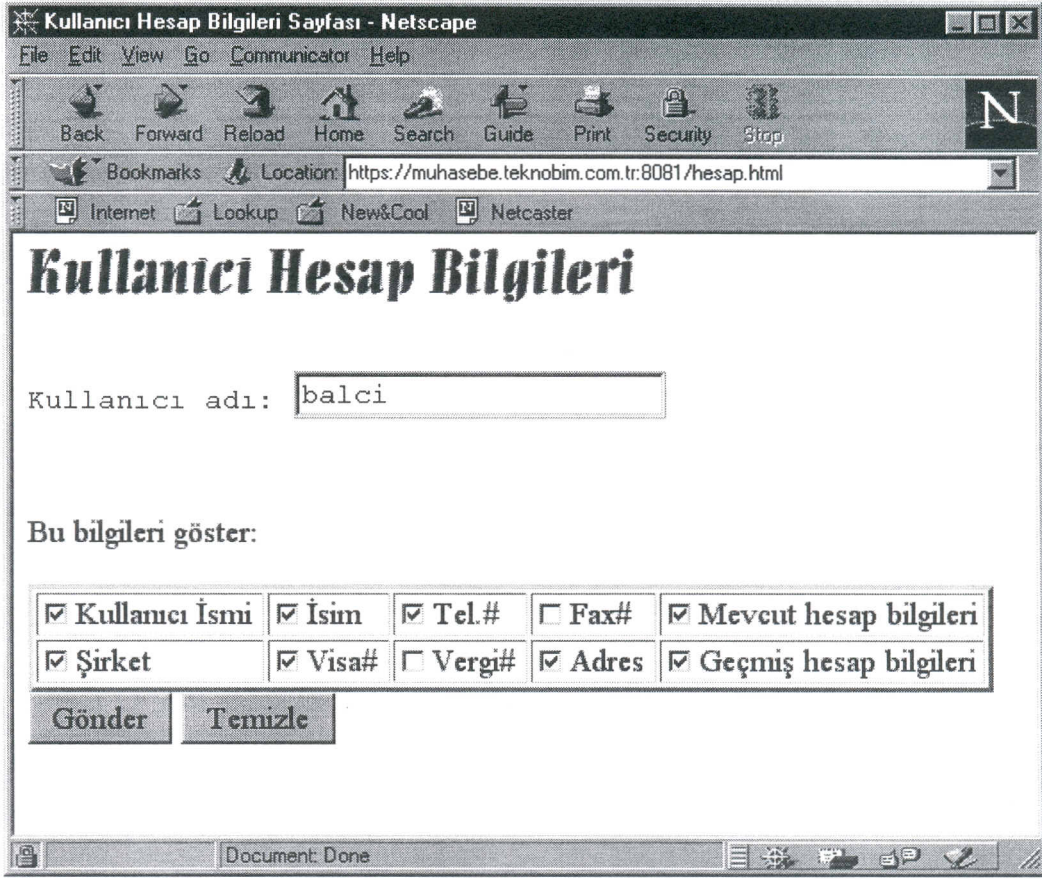 Kullanıcı Hesap Bilgileri Sayfası - Netscape
File Edit View Go Communicator Help
Back Forward Reload Home Search Guide Print Security Stop
N
Bookmarks Location: https://muhasebe.teknobim.com.tr:8081/hesap.html
Internet Lookup New&Cool Netcaster
Kullanıcı Hesap Bilgileri
Kullanıcı adı: balci
Bu bilgileri göster:
Kullanıcı İsmi İsim Tel.# Fax# Mevcut hesap bilgileri
Şirket Visa# Vergi# Adres Geçmiş hesap bilgileri
Gönder Temizle
Document: Done